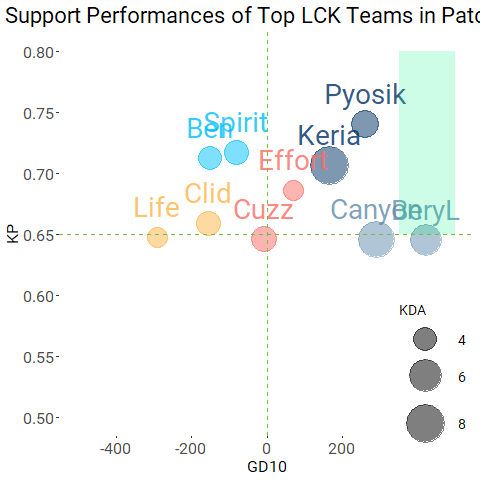 Support Performances of Top LCK Teams in Patc
0.80
0.75
Pyosik
Ben
Spirit
Keria
Effort
0.70
Clid
Life
Cuzz
Canyon
BeryL
KP
0.65
0.60
KDA
4
0.55
6
0.50
8
-400
-200
0
200
GD10